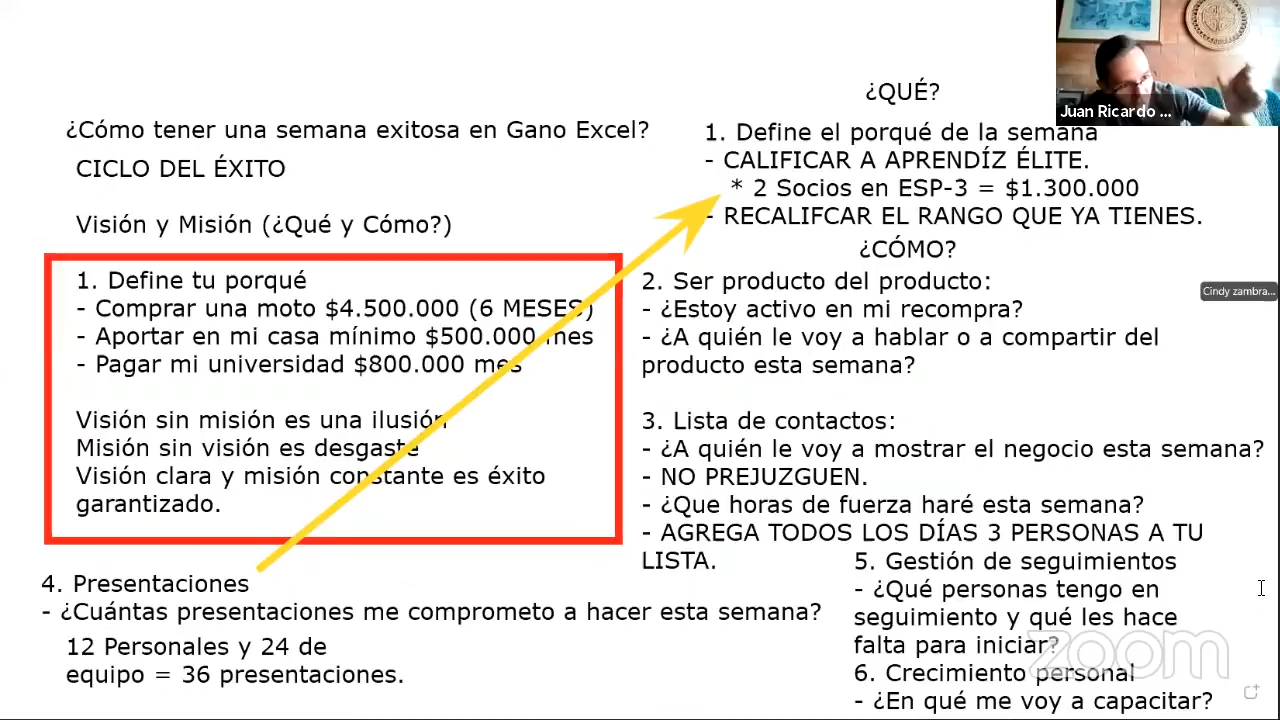 ¿Cómo tener una semana exitosa en Gano Excel?
CICLO DEL ÉXITO
Visión y Misión (¿Qué y Cómo?)
1. Define tu porqué
- Comprar una moto $4.500.000 (6 MESES)
- Aportar en mi casa mínimo $500.000 mes
- Pagar mi universidad $800.000 mes
Visión sin misión es una ilusión
Misión sin visión es desgaste
Visión clara y misión constante es éxito
garantizado.
4. Presentaciones
- ¿Cuántas presentaciones me comprometo a hacer esta semana?
12 Personales y 24 de
equipo = 36 presentaciones.
¿QUÉ?
1. Define el porqué de la semana
- CALIFICAR A APRENDÍZ ÉLITE.
* 2 Socios en ESP-3 = $1.300.000
- RECALIFCAR EL RANGO QUE YA TIENES.
¿CÓMO?
2. Ser producto del producto:
- ¿Estoy activo en mi recompra?
- ¿A quién le voy a hablar o a compartir del
producto esta semana?
3. Lista de contactos:
- ¿A quién le voy a mostrar el negocio esta semana?
- NO PREJUZGUEN.
- ¿Que horas de fuerza haré esta semana?
- AGREGA TODOS LOS DÍAS 3 PERSONAS A TU
LISTA.
5. Gestión de seguimientos
- ¿Qué personas tengo en
seguimiento y qué les hace
falta para iniciar?
6. Crecimiento personal
- ¿En qué me voy a capacitar?
Juan Ricardo ...
Cindy zambra...
zoom